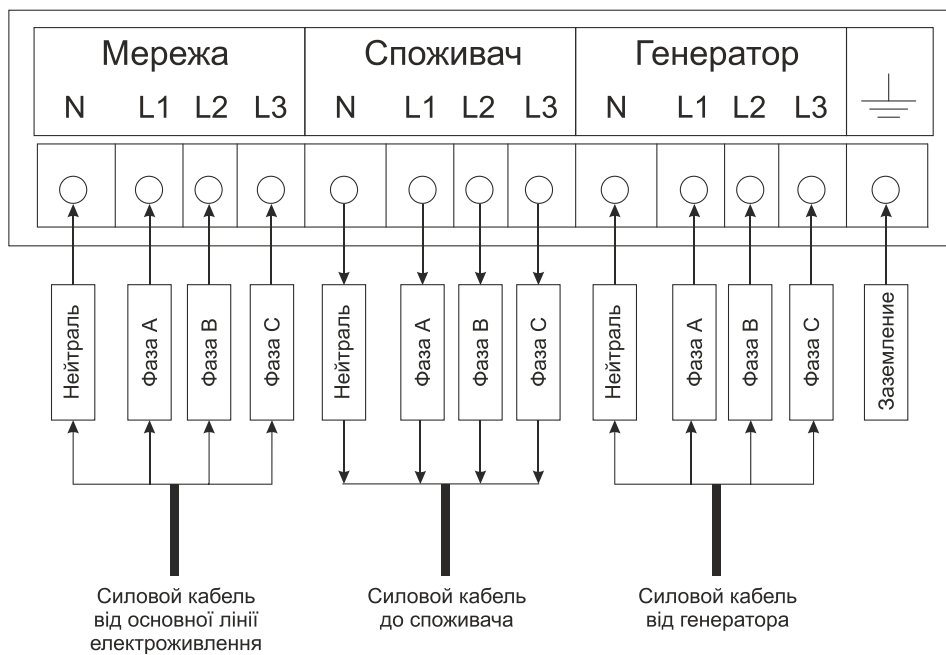 Мережа Споживач Генератор
N L1 L2 L3 N L1 L2 L3 N L1 L2 L3
Нейтраль Фаза A Фаза B Фаза C Нейтраль Фаза A Фаза B Фаза C Нейтраль Фаза A Фаза B Фаза C Заземление
Силовой кабель
від основної лінії
електроживлення
Силовой кабель
до споживача
Силовой кабель
від генератора